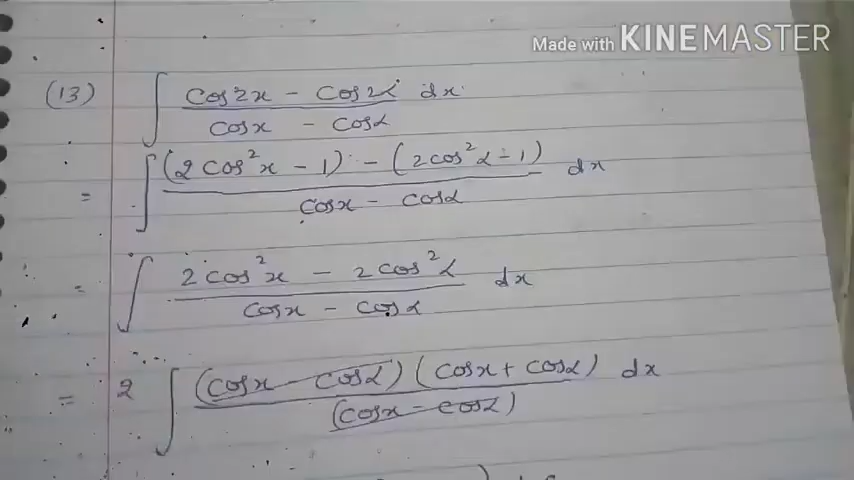 Made with KINEMASTER
(13) ∫ cos2x - cos2α / cosx - cosα dx
= ∫ (2cos²x - 1) - (2cos²α - 1) / cosx - cosα dx
= ∫ 2cos²x - 2cos²α / cosx - cosα dx
= 2 ∫ (cosx - cosα) (cosx + cosα) / (cosx - cosα) dx